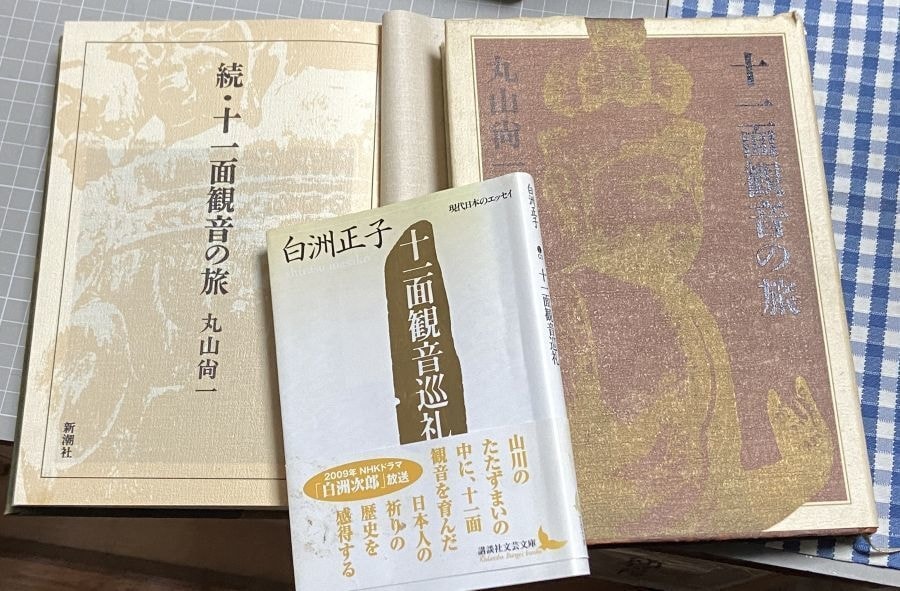 続・十一面観音の旅
丸山尚一
新潮社
十一面観音の旅
丸山尚一
現代日本のエッセイ
白洲正子
shirasu masako
十一面観音巡礼
山川の
たたずまいの
中に、十一面
観音を育んだ
日本人の
祈りの
歴史を
感得する
2009年 NHKドラマ
「白洲次郎」放送
講談社文芸文庫
Kodansha Bungei bunko
白洲正子
十一面観音巡礼